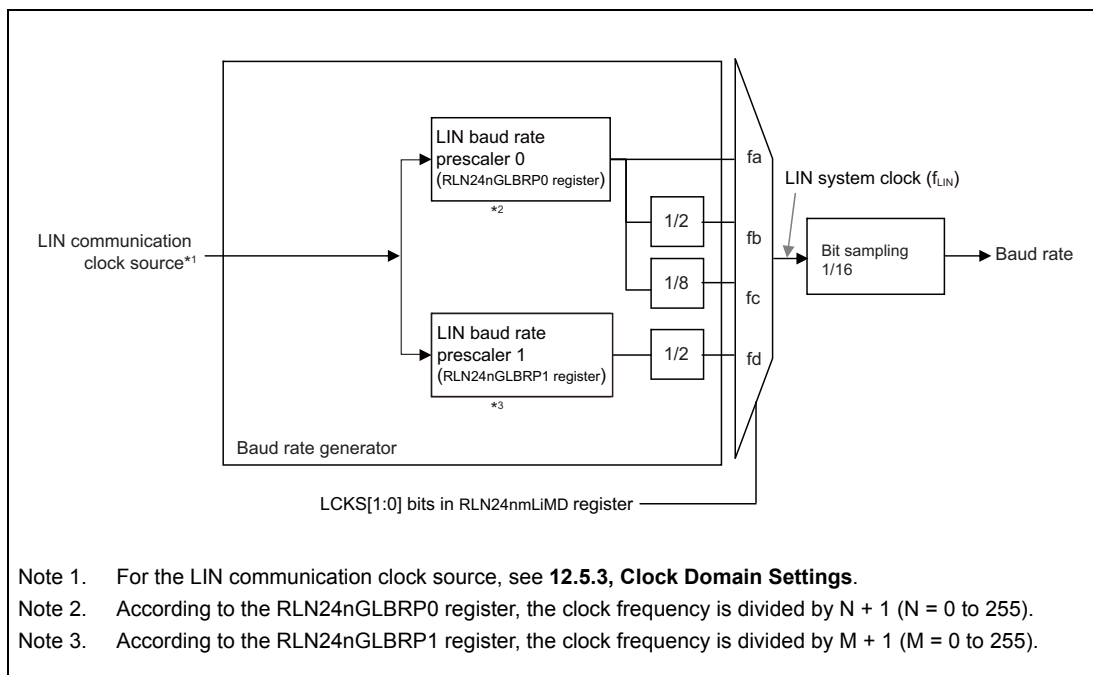 LIN baud rate
prescaler 0
(RLN24nGLBRP0 register)
*2
fa
LIN system clock (fLIN)
1/2
fb
LIN communication
clock source*1
Bit sampling
1/16
Baud rate
1/8
fc
LIN baud rate
prescaler 1
(RLN24nGLBRP1 register)
*3
1/2
fd
Baud rate generator
LCKS[1:0] bits in RLN24nmLiMD register
Note 1. For the LIN communication clock source, see 12.5.3, Clock Domain Settings.
Note 2. According to the RLN24nGLBRP0 register, the clock frequency is divided by N + 1 (N = 0 to 255).
Note 3. According to the RLN24nGLBRP1 register, the clock frequency is divided by M + 1 (M = 0 to 255).